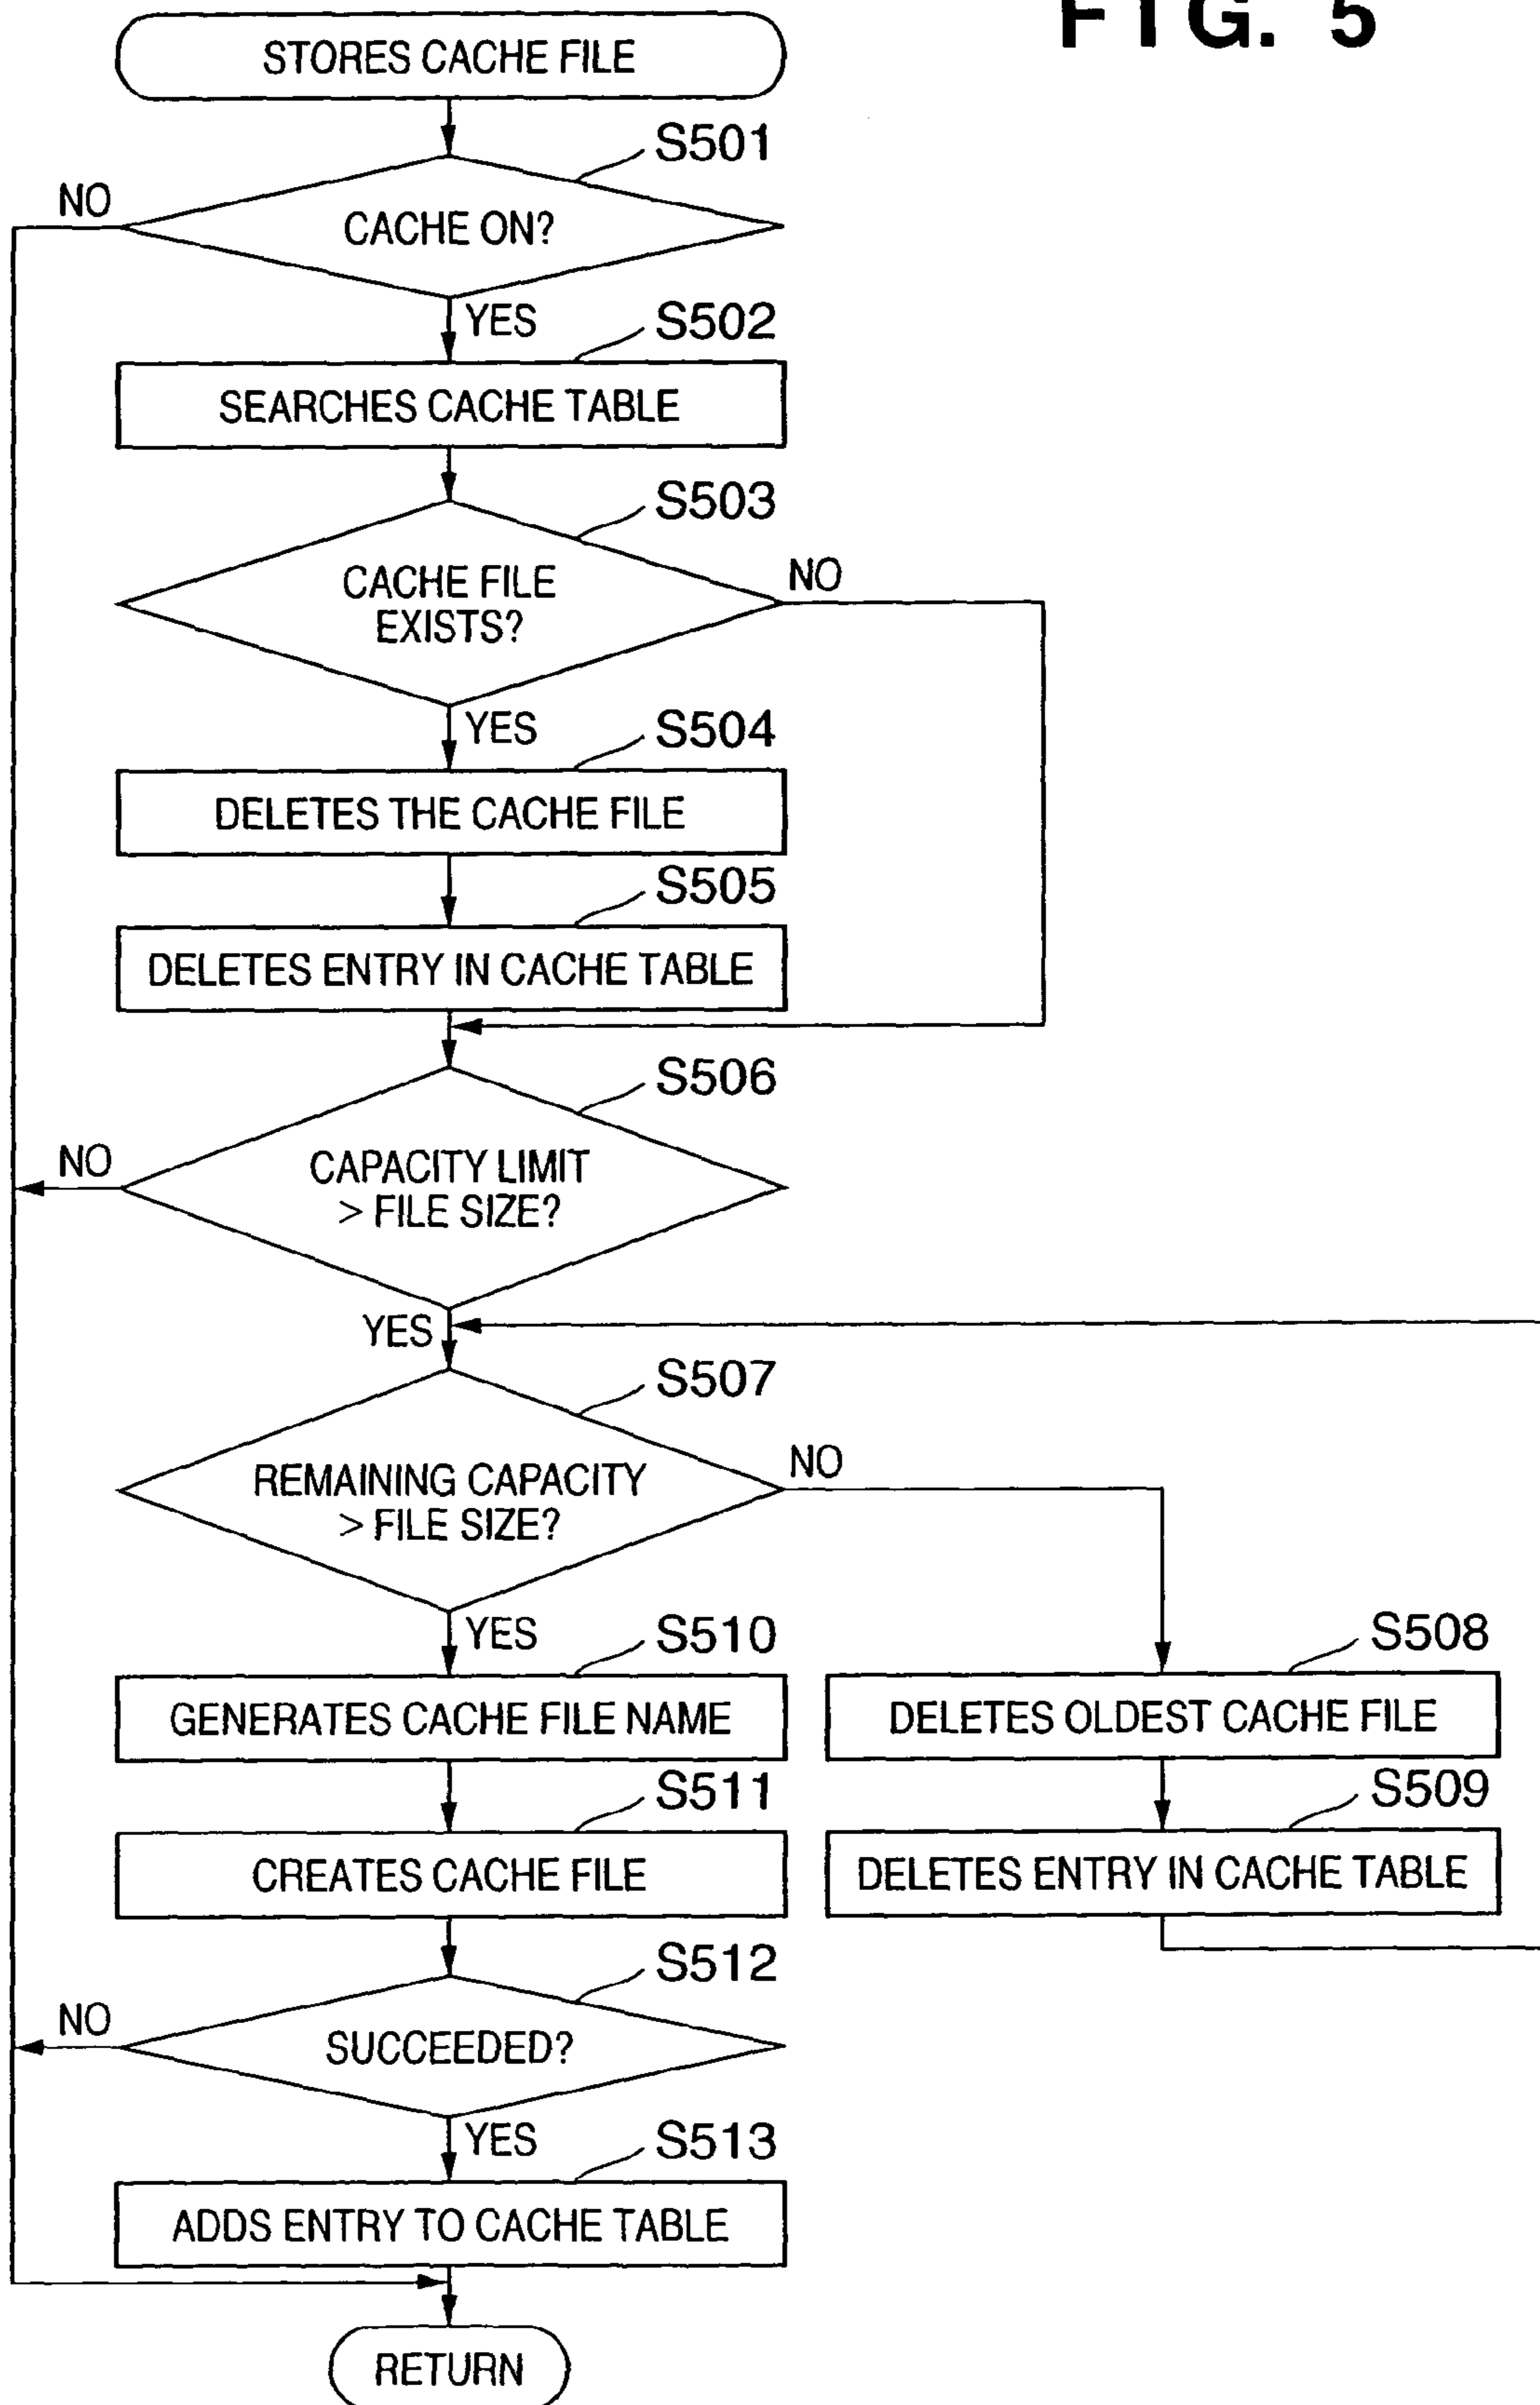 FIG. 5
STORES CACHE FILE
S501
NO
CACHE ON?
YES
S502
SEARCHES CACHE TABLE
S503
CACHE FILE
EXISTS?
NO
YES
S504
DELETES THE CACHE FILE
S505
DELETES ENTRY IN CACHE TABLE
S506
NO
CAPACITY LIMIT
> FILE SIZE?
YES
S507
REMAINING CAPACITY
> FILE SIZE?
NO
YES
S510
GENERATES CACHE FILE NAME
S508
DELETES OLDEST CACHE FILE
S511
CREATES CACHE FILE
S509
DELETES ENTRY IN CACHE TABLE
S512
NO
SUCCEEDED?
YES
S513
ADDS ENTRY TO CACHE TABLE
RETURN